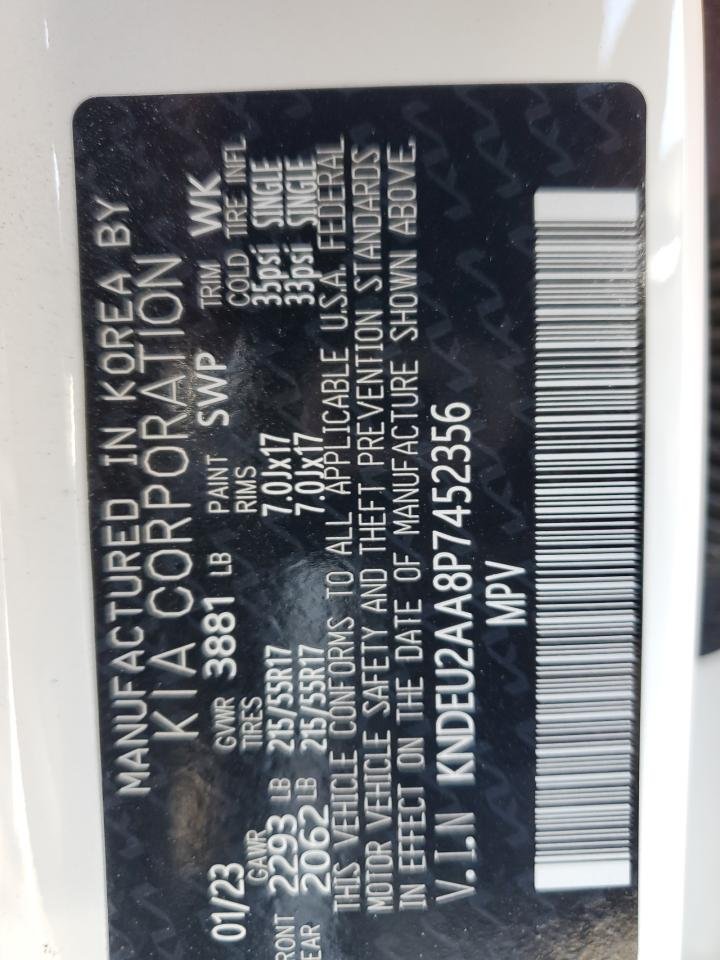 MANUFACTURED IN KOREA BY
KIA CORPORATION
01/23 GVWR 3881 LB PAINT SWP TRIM WK
GAWR TIRES RIMS COLD TIRE INFL
FRONT 2293 LB 215/55R17 7.0Jx17 35psi SINGLE
REAR 2062 LB 215/55R17 7.0Jx17 33psi SINGLE
THIS VEHICLE CONFORMS TO ALL APPLICABLE U.S.A. FEDERAL
MOTOR VEHICLE SAFETY AND THEFT PREVENTION STANDARDS
IN EFFECT ON THE DATE OF MANUFACTURE SHOWN ABOVE.
V.I.N KNDEU2AA8P7452356
MPV